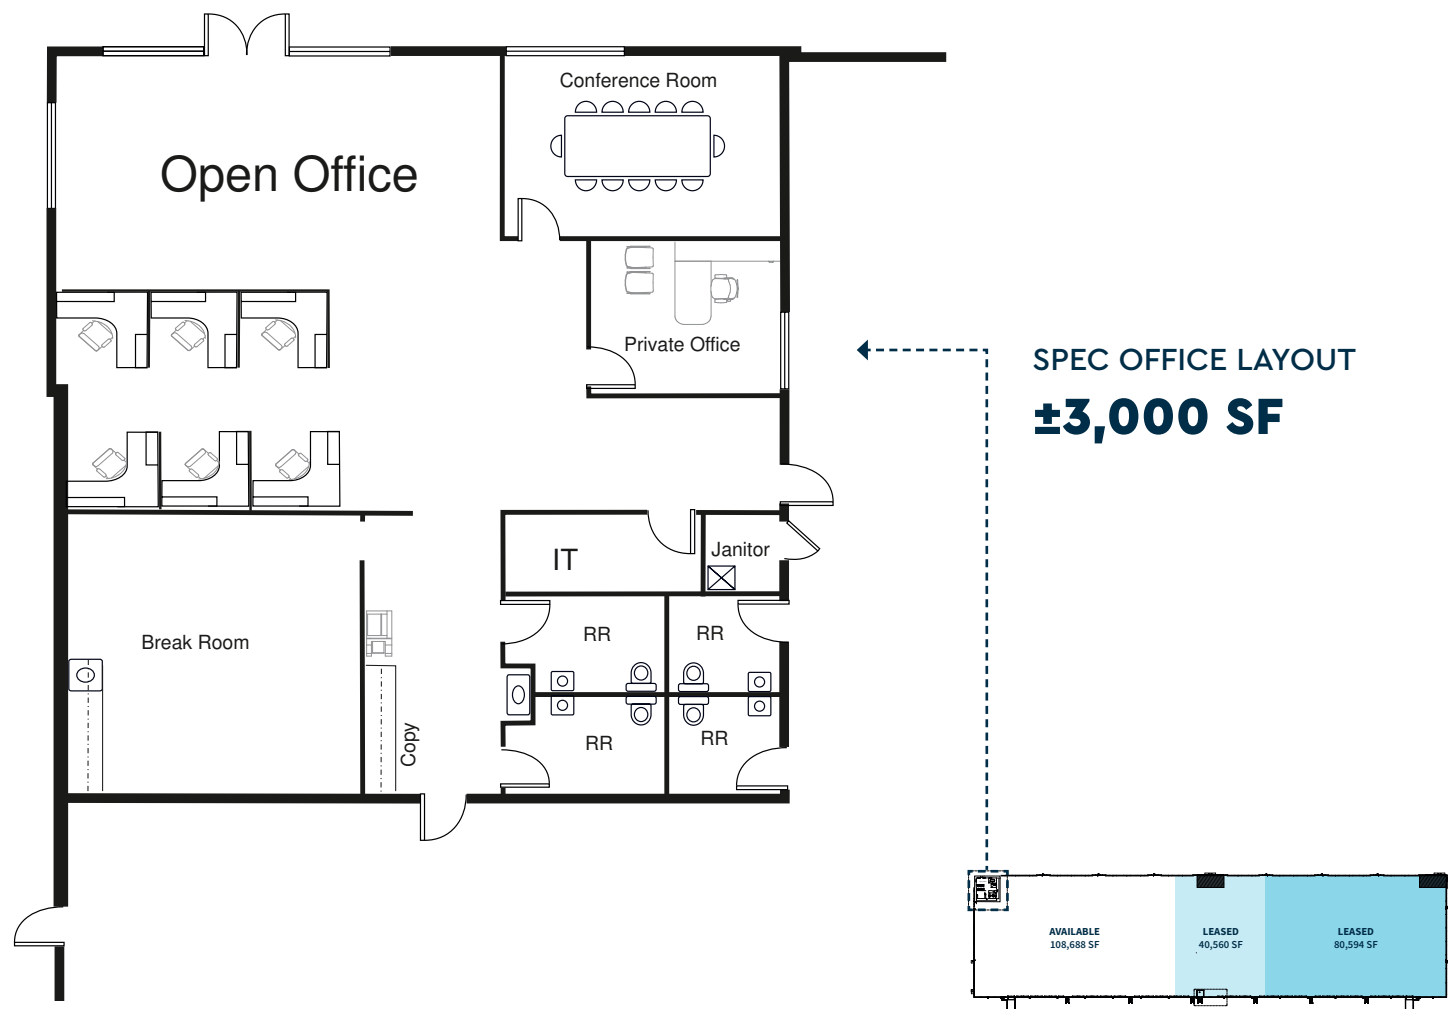 Conference Room
Open Office
Private Office
SPEC OFFICE LAYOUT
±3,000 SF
IT
Janitor
RR
RR
Break Room
Copy
RR
RR
AVAILABLE
108,688 SF
LEASED
40,560 SF
LEASED
80,594 SF